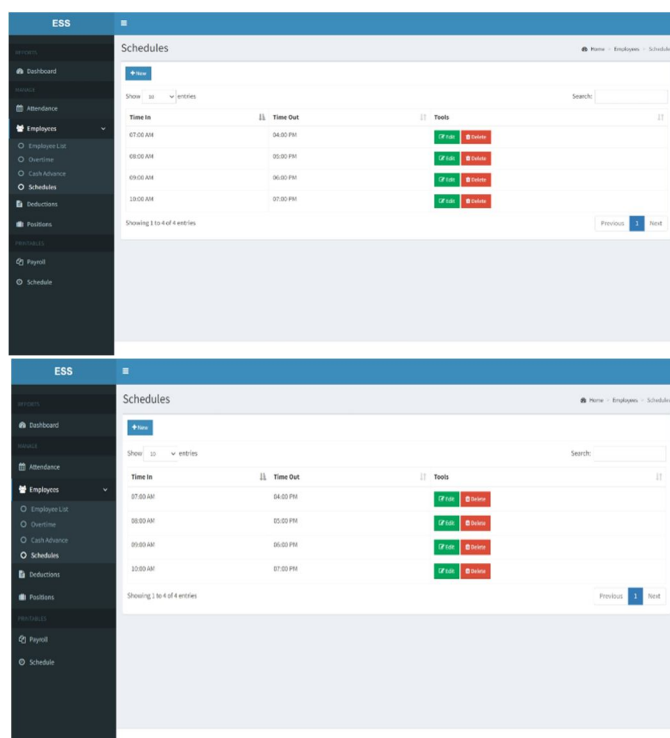 ESS
Schedules
Home > Employees > Schedules
REPORTS
Dashboard
MANAGE
Attendance
Employees
Employee List
Overtime
Cash Advance
Schedules
Deductions
Positions
PRINTABLES
Payroll
Schedule
New
Show 10 entries
Search:
Time In Time Out Tools
07:00 AM 04:00 PM Edit Delete
08:00 AM 05:00 PM Edit Delete
09:00 AM 06:00 PM Edit Delete
10:00 AM 07:00 PM Edit Delete
Showing 1 to 4 of 4 entries
Previous 1 Next
ESS
Schedules
Home > Employees > Schedules
REPORTS
Dashboard
MANAGE
Attendance
Employees
Employee List
Overtime
Cash Advance
Schedules
Deductions
Positions
PRINTABLES
Payroll
Schedule
New
Show 10 entries
Search:
Time In Time Out Tools
07:00 AM 04:00 PM Edit Delete
08:00 AM 05:00 PM Edit Delete
09:00 AM 06:00 PM Edit Delete
10:00 AM 07:00 PM Edit Delete
Showing 1 to 4 of 4 entries
Previous 1 Next